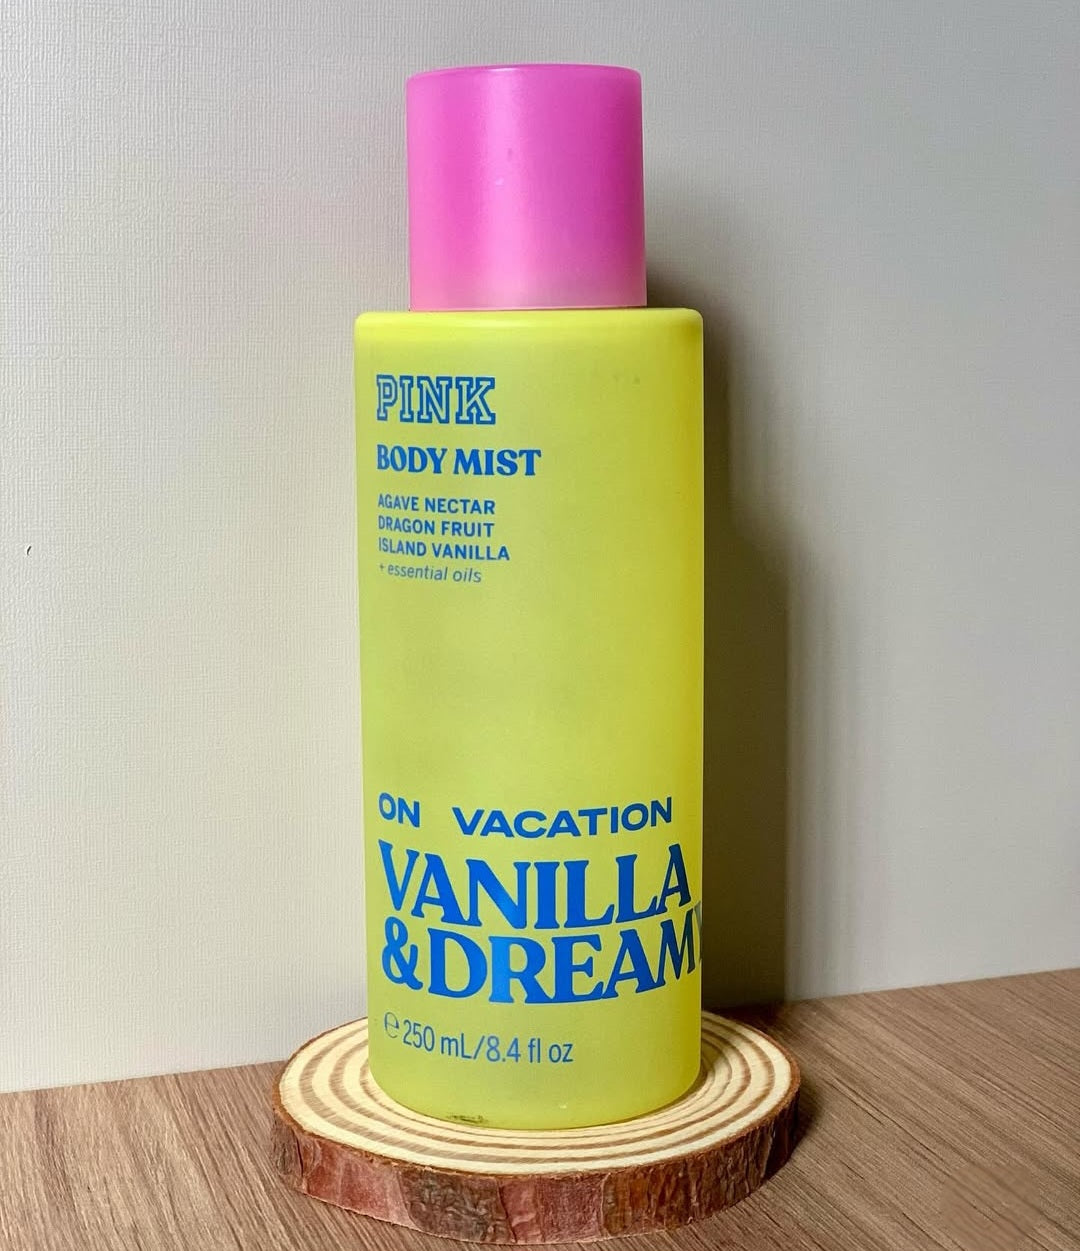 PINK
BODY MIST
AGAVE NECTAR
DRAGON FRUIT
ISLAND VANILLA
+ essential oils
ON VACATION
VANILLA
&DREAMY
℮ 250 mL/8.4 fl oz